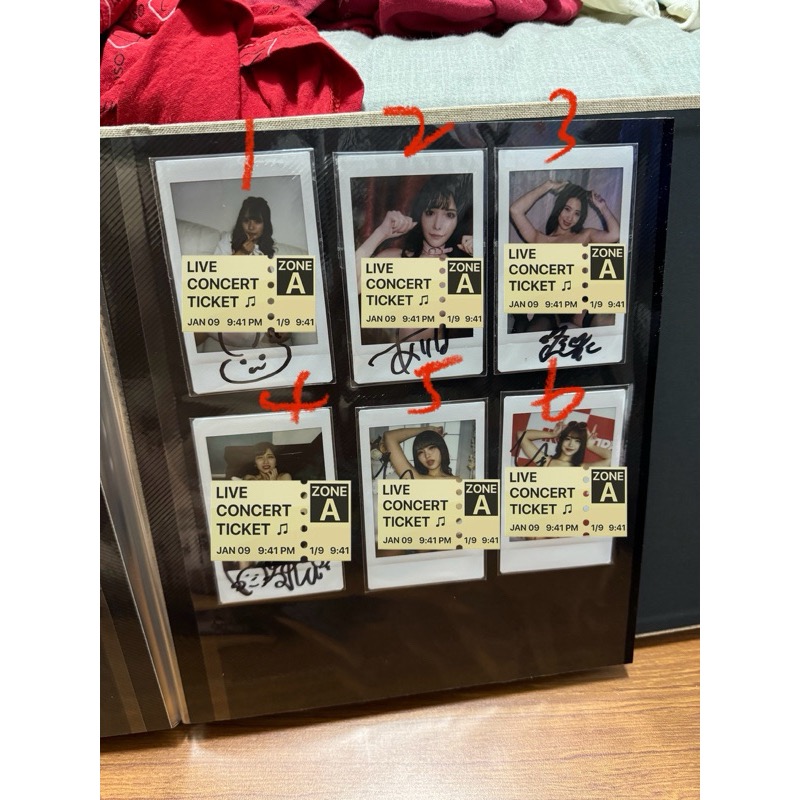 1
2
3
LIVE
CONCERT
TICKET ♫
JAN 09 9:41 PM 1/9 9:41
ZONE
A
LIVE
CONCERT
TICKET ♫
JAN 09 9:41 PM 1/9 9:41
ZONE
A
LIVE
CONCERT
TICKET ♫
JAN 09 9:41 PM 1/9 9:41
ZONE
A
4
5
6
LIVE
CONCERT
TICKET ♫
JAN 09 9:41 PM 1/9 9:41
ZONE
A
LIVE
CONCERT
TICKET ♫
JAN 09 9:41 PM 1/9 9:41
ZONE
A
LIVE
CONCERT
TICKET ♫
JAN 09 9:41 PM 1/9 9:41
ZONE
A